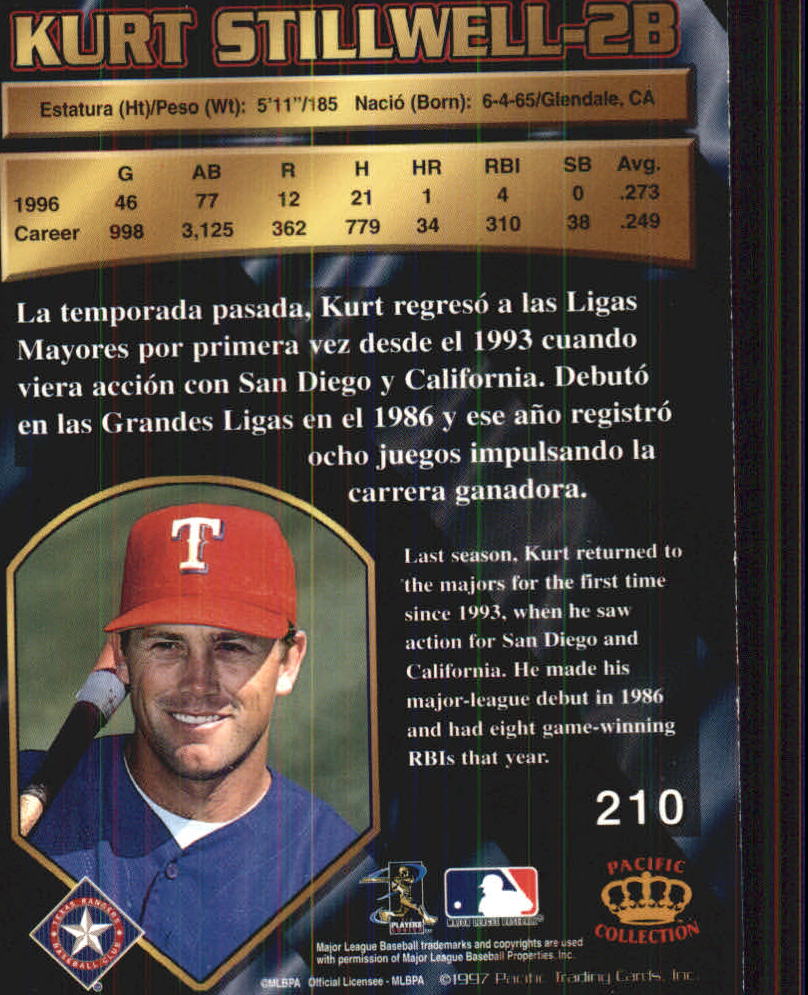 KURT STILLWELL-2B
Estatura (Ht)/Peso (Wt): 5'11"/185 Nació (Born): 6-4-65/Glendale, CA
G AB R H HR RBI SB Avg.
1996 46 77 12 21 1 4 0 .273
Career 998 3,125 362 779 34 310 38 .249
La temporada pasada, Kurt regresó a las Ligas
Mayores por primera vez desde el 1993 cuando
viera acción con San Diego y California. Debutó
en las Grandes Ligas en el 1986 y ese año registró
ocho juegos impulsando la
carrera ganadora.
T
Last season, Kurt returned to
the majors for the first time
since 1993, when he saw
action for San Diego and
California. He made his
major-league debut in 1986
and had eight game-winning
RBIs that year.
210
PACIFIC
COLLECTION
PLAYERS
MAJOR LEAGUE BASEBALL
TEXAS RANGERS
BASEBALL CLUB
Major League Baseball trademarks and copyrights are used
with permission of Major League Baseball Properties, Inc.
©MLBPA Official Licensee - MLBPA ©1997 Pacific Trading Cards, Inc.